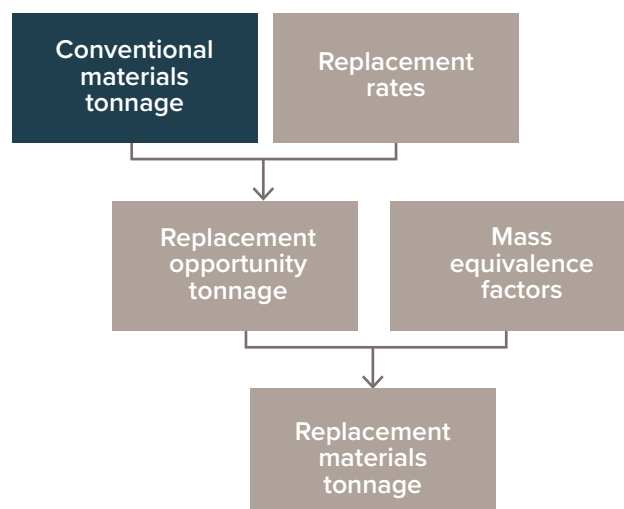 Conventional
materials
tonnage
Replacement
rates
Replacement
opportunity
tonnage
Mass
equivalence
factors
Replacement
materials
tonnage